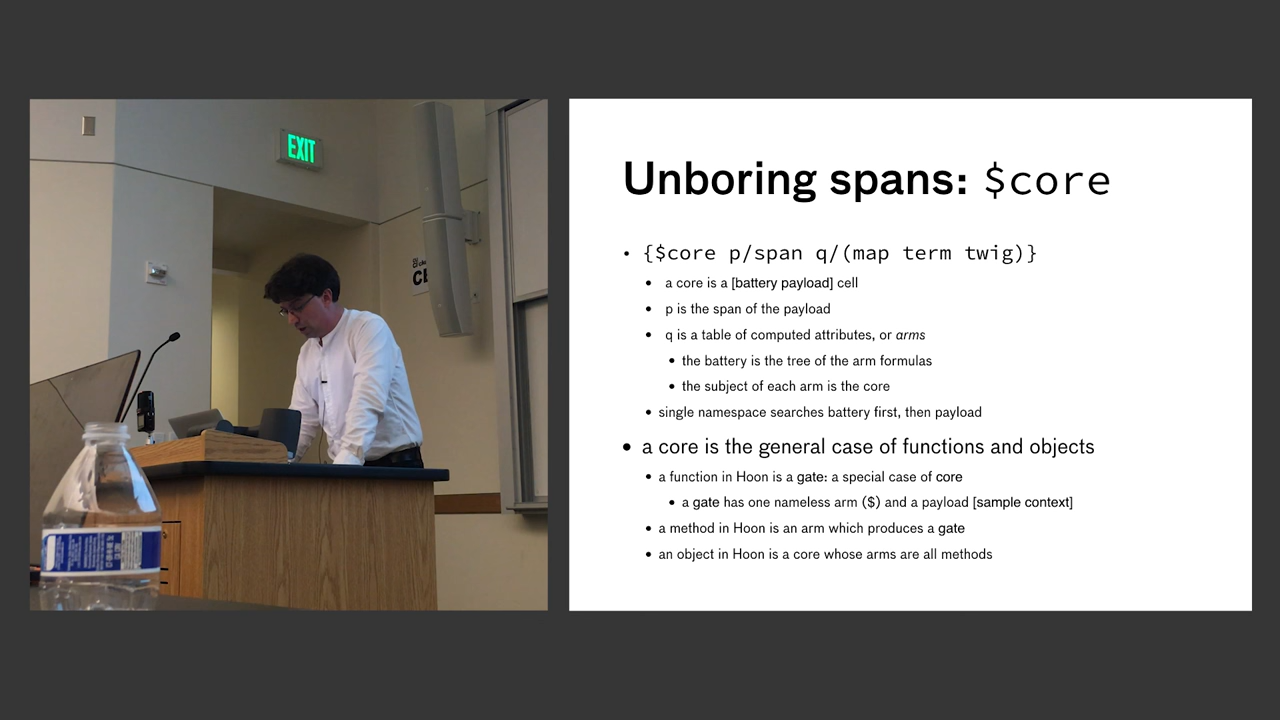 EXIT
Unboring spans: $core
• {$core p/span q/(map term twig)}
• a core is a [battery payload] cell
• p is the span of the payload
• q is a table of computed attributes, or arms
• the battery is the tree of the arm formulas
• the subject of each arm is the core
• single namespace searches battery first, then payload
• a core is the general case of functions and objects
• a function in Hoon is a gate: a special case of core
• a gate has one nameless arm ($) and a payload [sample context]
• a method in Hoon is an arm which produces a gate
• an object in Hoon is a core whose arms are all methods